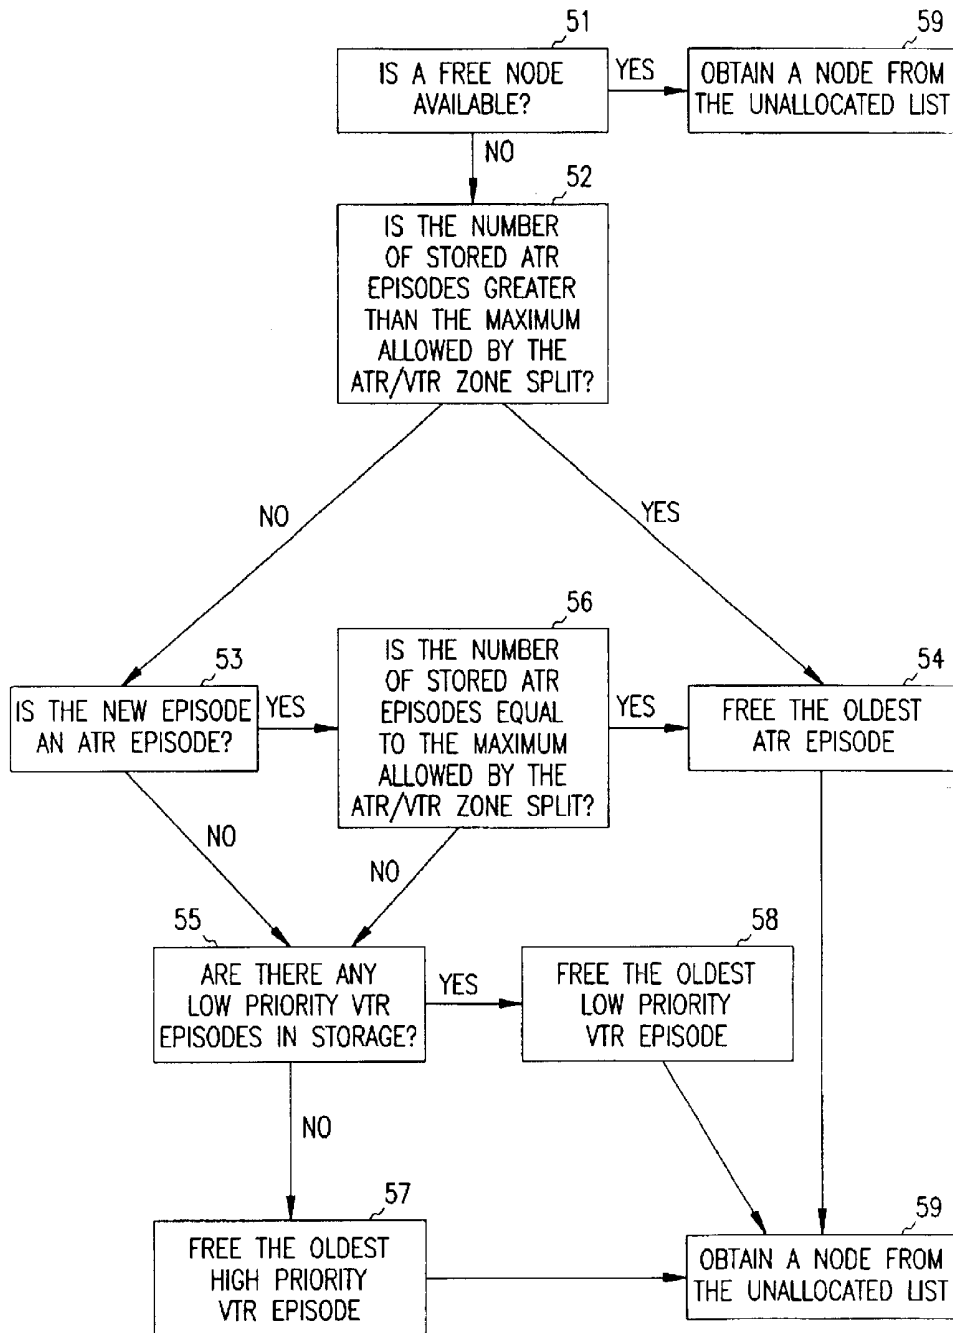 51
IS A FREE NODE
AVAILABLE?
YES
59
OBTAIN A NODE FROM
THE UNALLOCATED LIST
NO
52
IS THE NUMBER
OF STORED ATR
EPISODES GREATER
THAN THE MAXIMUM
ALLOWED BY THE
ATR/VTR ZONE SPLIT?
NO
YES
53
IS THE NEW EPISODE
AN ATR EPISODE?
YES
56
IS THE NUMBER
OF STORED ATR
EPISODES EQUAL
TO THE MAXIMUM
ALLOWED BY THE
ATR/VTR ZONE SPLIT?
YES
54
FREE THE OLDEST
ATR EPISODE
NO
NO
55
ARE THERE ANY
LOW PRIORITY VTR
EPISODES IN STORAGE?
YES
58
FREE THE OLDEST
LOW PRIORITY
VTR EPISODE
NO
57
FREE THE OLDEST
HIGH PRIORITY
VTR EPISODE
59
OBTAIN A NODE FROM
THE UNALLOCATED LIST